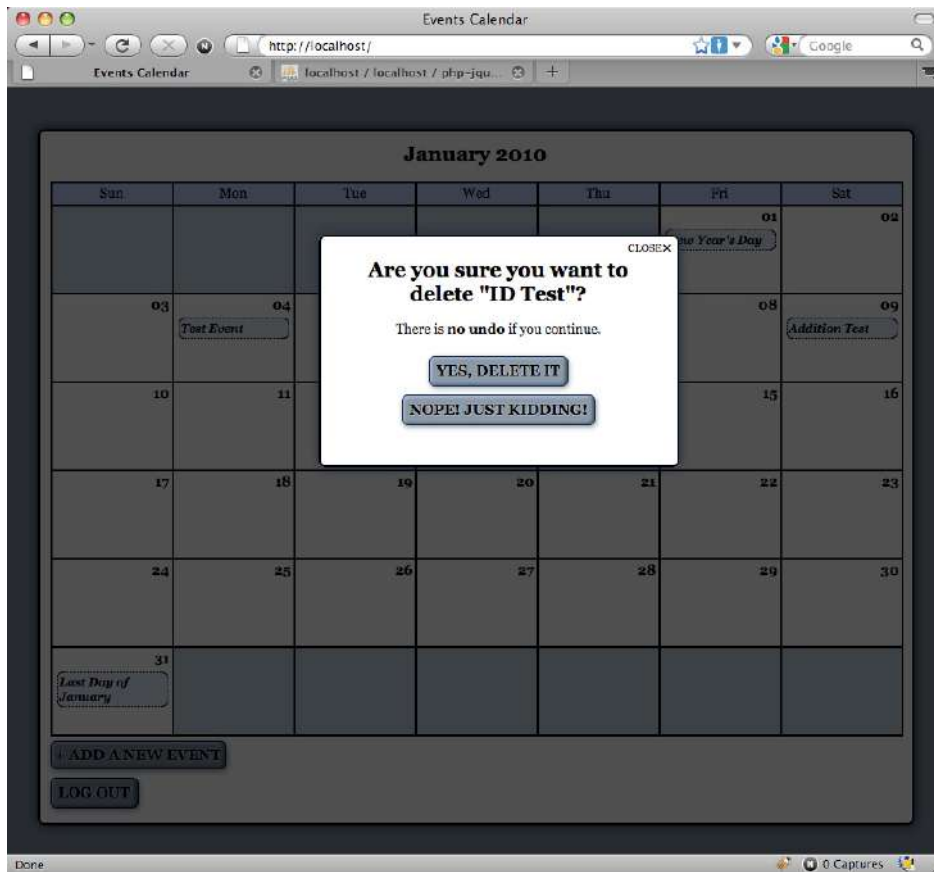 Events Calendar
http://localhost/
Google
Events Calendar
localhost / localhost / php-jqu...
January 2010
Sun Mon Tue Wed Thu Fri Sat
01 02
New Year's Day
CLOSE×
Are you sure you want to
delete "ID Test"?
There is no undo if you continue.
YES, DELETE IT
NOPE! JUST KIDDING!
03 04 08 09
Test Event Addition Test
10 11 15 16
17 18 19 20 21 22 23
24 25 26 27 28 29 30
31
Last Day of
January
+ ADD A NEW EVENT
LOG OUT
Done 0 Captures